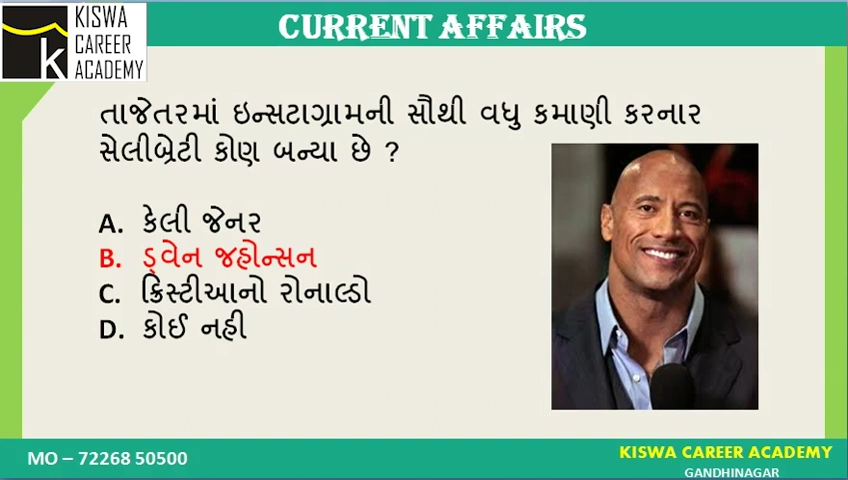 KISWA
CAREER
ACADEMY
k
CURRENT AFFAIRS
તાજેતરમાં ઇન્સટાગ્રામની સૌથી વધુ કમાણી કરનાર
સેલીબ્રેટી કોણ બન્યા છે ?
A. કેલી જેનર
B. ડ્વેન જહોન્સન
C. ક્રિસ્ટીઆનો રોનાલ્ડો
D. કોઈ નહી
MO – 72268 50500
KISWA CAREER ACADEMY
GANDHINAGAR